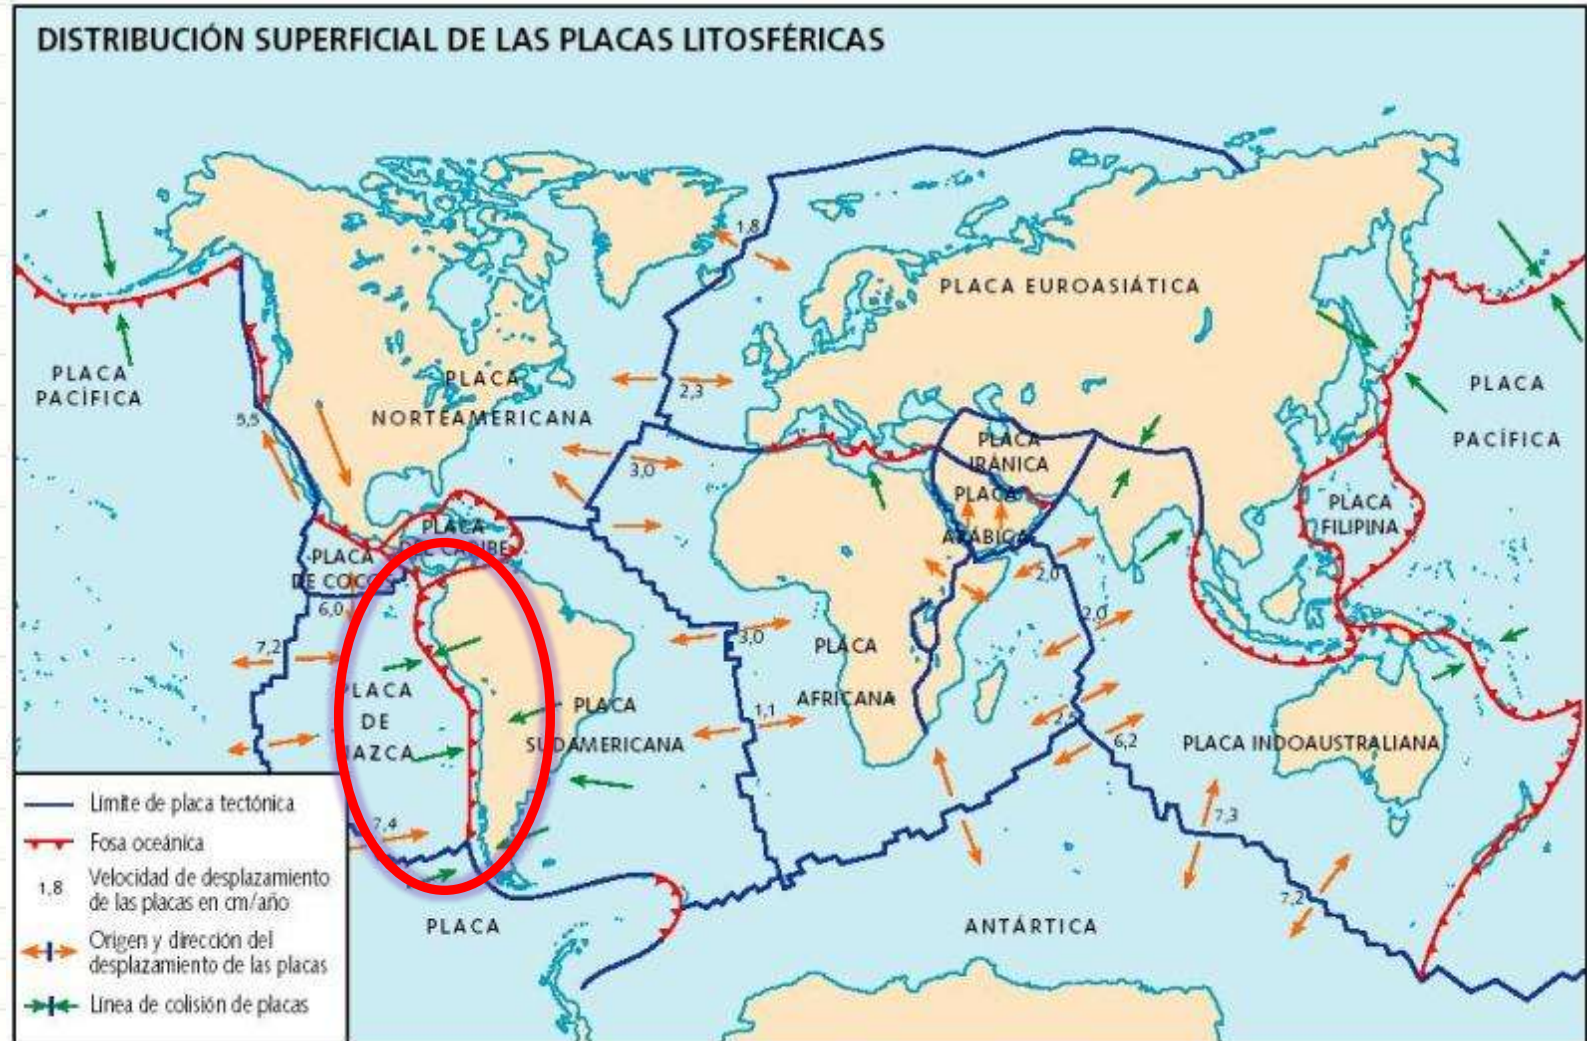 DISTRIBUCIÓN SUPERFICIAL DE LAS PLACAS LITOSFÉRICAS
1,8
PLACA EUROASIÁTICA
PLACA
PACÍFICA
PLACA
NORTEAMERICANA
2,3
PLACA
PACÍFICA
5,5
3,0
PLACA
IRÁNICA
PLACA
ARÁBICA
PLACA
FILIPINA
PLACA
DEL CARIBE
PLACA
DE COCO
6,0
2,0
2,0
7,2
3,0
PLACA
AFRICANA
PLACA
DE
NAZCA
PLACA
SUDAMERICANA
1,1
6,2
PLACA INDOAUSTRALIANA
7,4
7,3
7,2
PLACA
ANTÁRTICA
Límite de placa tectónica
Fosa oceánica
1,8 Velocidad de desplazamiento
de las placas en cm/año
Origen y dirección del
desplazamiento de las placas
Línea de colisión de placas